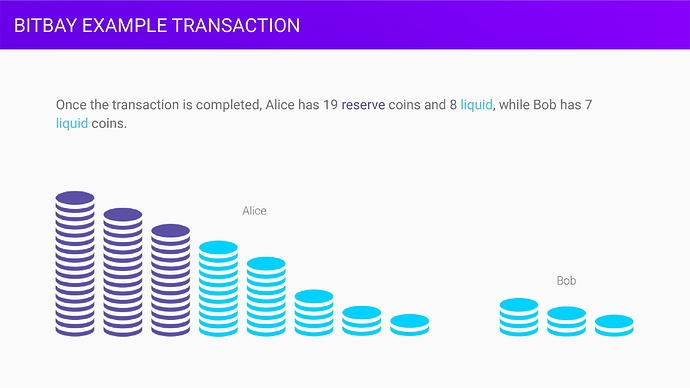 BITBAY EXAMPLE TRANSACTION
Once the transaction is completed, Alice has 19 reserve coins and 8 liquid, while Bob has 7
liquid coins.
Alice
Bob